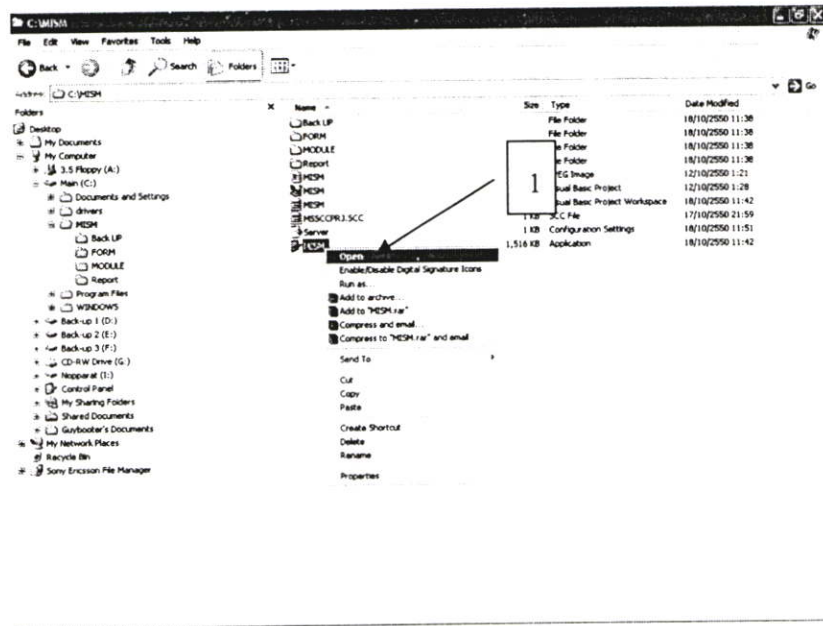 C:\MISM
File Edit View Favorites Tools Help
Back Search Folders
Address C:\MISM Go
Folders
Desktop
My Documents
My Computer
3.5 Floppy (A:)
Main (C:)
Documents and Settings
drivers
MISM
Back UP
FORM
MODULE
Report
Program Files
WINDOWS
Back-up 1 (D:)
Back-up 2 (E:)
Back-up 3 (F:)
CD-RW Drive (G:)
Nopparat (I:)
Control Panel
My Sharing Folders
Shared Documents
Guybooter's Documents
My Network Places
Recycle Bin
Sony Ericsson File Manager
Name Size Type Date Modified
Back UP File Folder 18/10/2550 11:38
FORM File Folder 18/10/2550 11:38
MODULE e Folder 18/10/2550 11:38
Report e Folder 18/10/2550 11:38
MISM PEG Image 12/10/2550 1:21
MISM sual Basic Project 12/10/2550 1:28
MISM sual Basic Project Workspace 18/10/2550 11:42
MSSCCPRJ.SCC 1 KB SCC File 17/10/2550 21:59
Server 1 KB Configuration Settings 18/10/2550 11:51
MISM 1,516 KB Application 18/10/2550 11:42
1
Open
Enable/Disable Digital Signature Icons
Run as...
Add to archive...
Add to "MISM.rar"
Compress and email...
Compress to "MISM.rar" and email
Send To
Cut
Copy
Paste
Create Shortcut
Delete
Rename
Properties